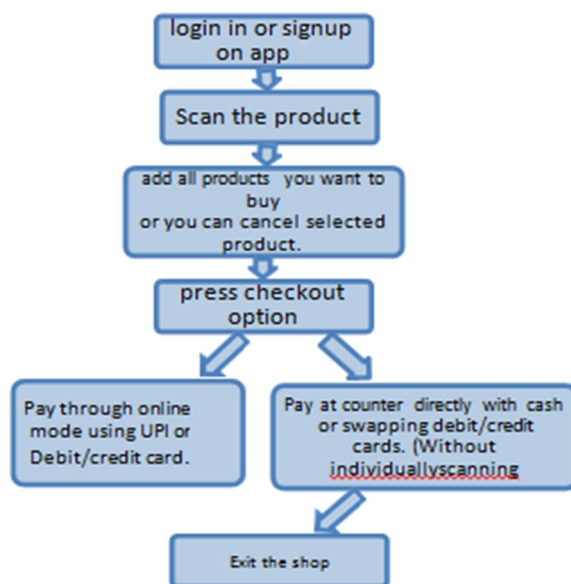 login in or signup
on app
Scan the product
add all products you want to
buy
or you can cancel selected
product.
press checkout
option
Pay through online
mode using UPI or
Debit/credit card.
Pay at counter directly with cash
or swapping debit/credit
cards. (Without
individuallyscanning
Exit the shop